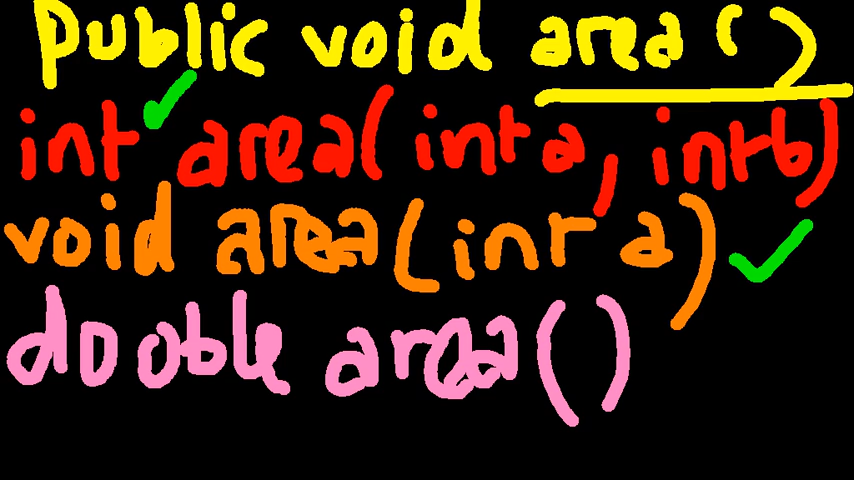 public void area ()
int area(int a, int b)
void area(int a)
double area()